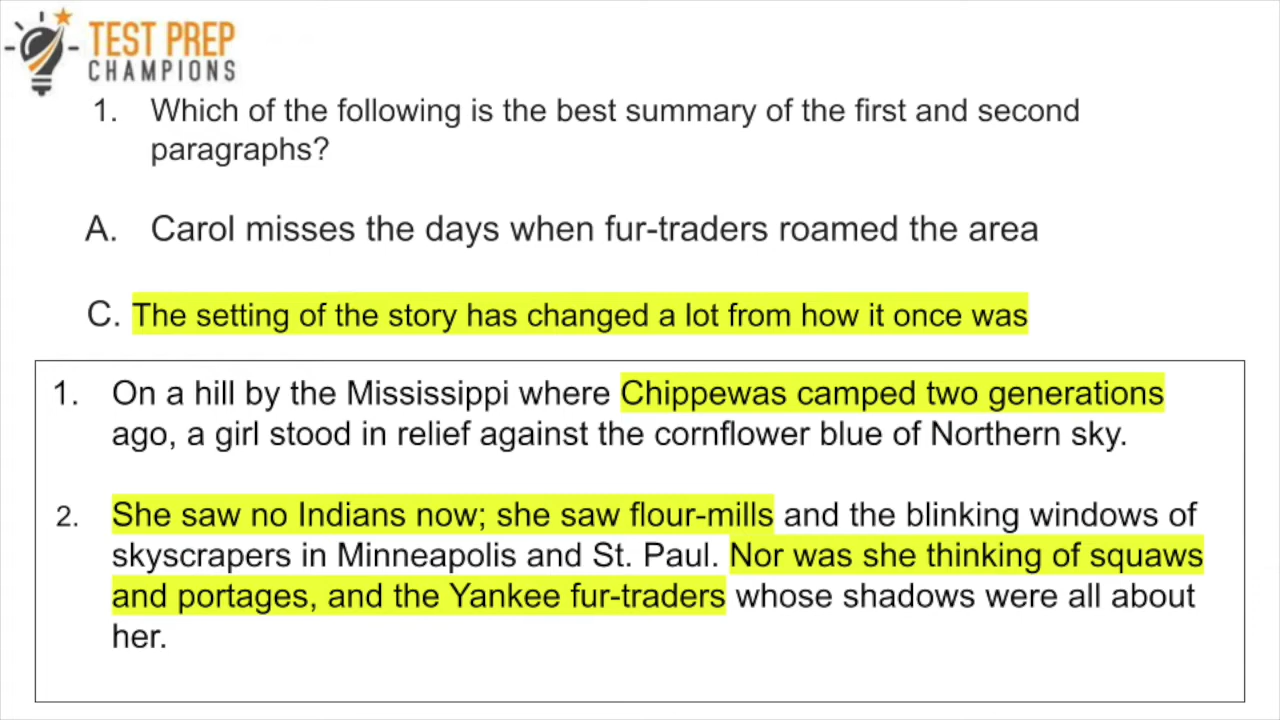 TEST PREP
CHAMPIONS
1. Which of the following is the best summary of the first and second
paragraphs?
A. Carol misses the days when fur-traders roamed the area
C. The setting of the story has changed a lot from how it once was
1. On a hill by the Mississippi where Chippewas camped two generations
ago, a girl stood in relief against the cornflower blue of Northern sky.
2. She saw no Indians now; she saw flour-mills and the blinking windows of
skyscrapers in Minneapolis and St. Paul. Nor was she thinking of squaws
and portages, and the Yankee fur-traders whose shadows were all about
her.